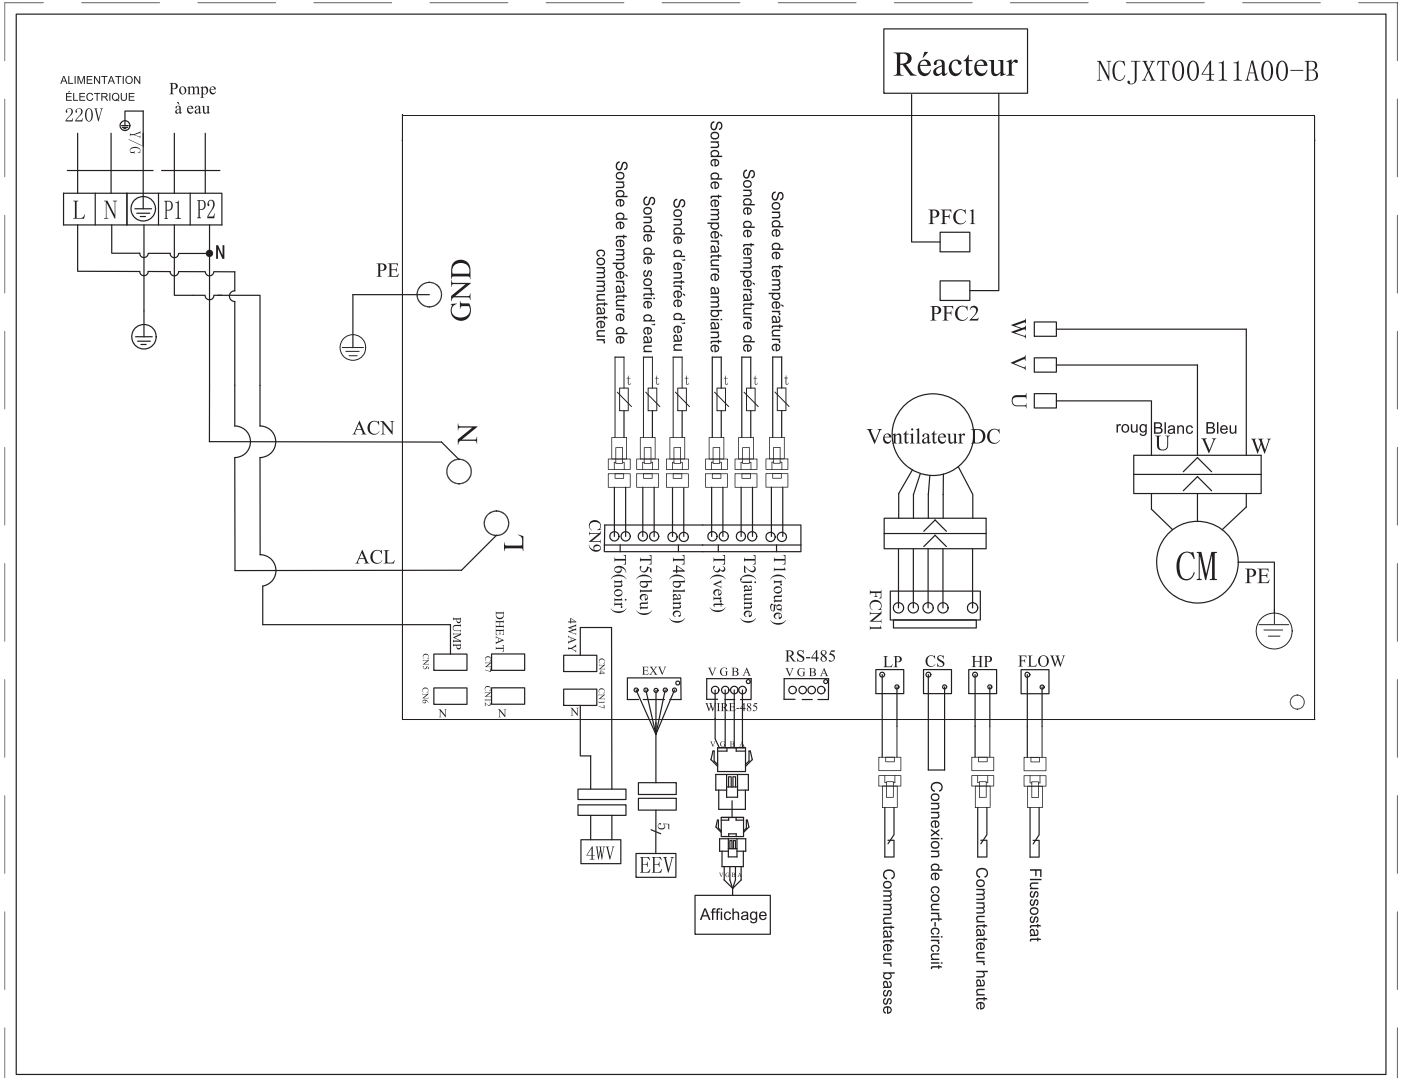 Réacteur
NCJXT00411A00-B
ALIMENTATION
ÉLECTRIQUE
220V
Pompe
à eau
Y/G
L
N
P1
P2
N
PE
GND
ACN
N
ACL
L
Sonde de température de
commutateur
Sonde de sortie d'eau
Sonde d'entrée d'eau
Sonde de température ambiante
Sonde de température de
Sonde de température
t
t
t
t
t
t
CN9
T6(noir)
T5(bleu)
T4(blanc)
T3(vert)
T2(jaune)
T1(rouge)
PFC1
PFC2
W
V
U
roug
Blanc
Bleu
U
V
W
CM
PE
Ventilateur DC
FCN1
PUMP
CN5
CN6
N
DHEAT
CN7
CN12
N
4WAY
CN4
CN17
N
EXV
V G B A
WIRE-485
RS-485
V G B A
LP
CS
HP
FLOW
V G B A
4WV
5
EEV
V G B A
Affichage
Commutateur basse
Connexion de court-circuit
Commutateur haute
Flussostat